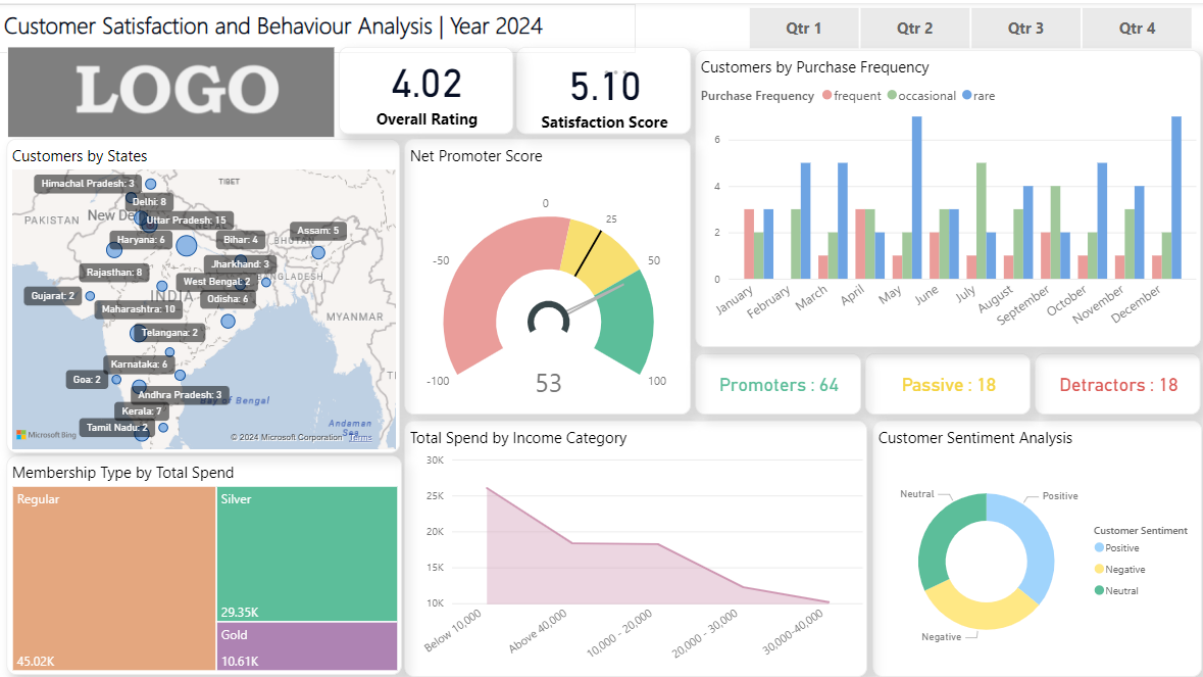 Customer Satisfaction and Behaviour Analysis | Year 2024
Qtr 1
Qtr 2
Qtr 3
Qtr 4
LOGO
4.02
Overall Rating
5.10
Satisfaction Score
Customers by Purchase Frequency
Purchase Frequency frequent occasional rare
6
4
2
0
January
February
March
April
May
June
July
August
September
October
November
December
Customers by States
TIBET
Himachal Pradesh: 3
Delhi: 8
PAKISTAN
New De
Uttar Pradesh: 15
NEPAL
Haryana: 6
Bihar: 4
Assam: 5
BHUTAN
Jharkhand: 3
Rajasthan: 8
West Bengal: 2
GLADESH
Gujarat: 2
INDIA
Odisha: 6
Maharashtra: 10
MYANMAR
Telangana: 2
Karnataka: 6
Goa: 2
Andhra Pradesh: 3
Bay of Bengal
Kerala: 7
Tamil Nadu: 2
Andaman
Sea
Microsoft Bing
© 2024 Microsoft Corporation Terms
Net Promoter Score
0
25
-50
50
-100
100
53
Promoters : 64
Passive : 18
Detractors : 18
Membership Type by Total Spend
Regular
45.02K
Silver
29.35K
Gold
10.61K
Total Spend by Income Category
30K
25K
20K
15K
10K
Below 10,000
Above 40,000
10,000 - 20,000
20,000 - 30,000
30,000-40,000
Customer Sentiment Analysis
Neutral
Positive
Negative
Customer Sentiment
Positive
Negative
Neutral